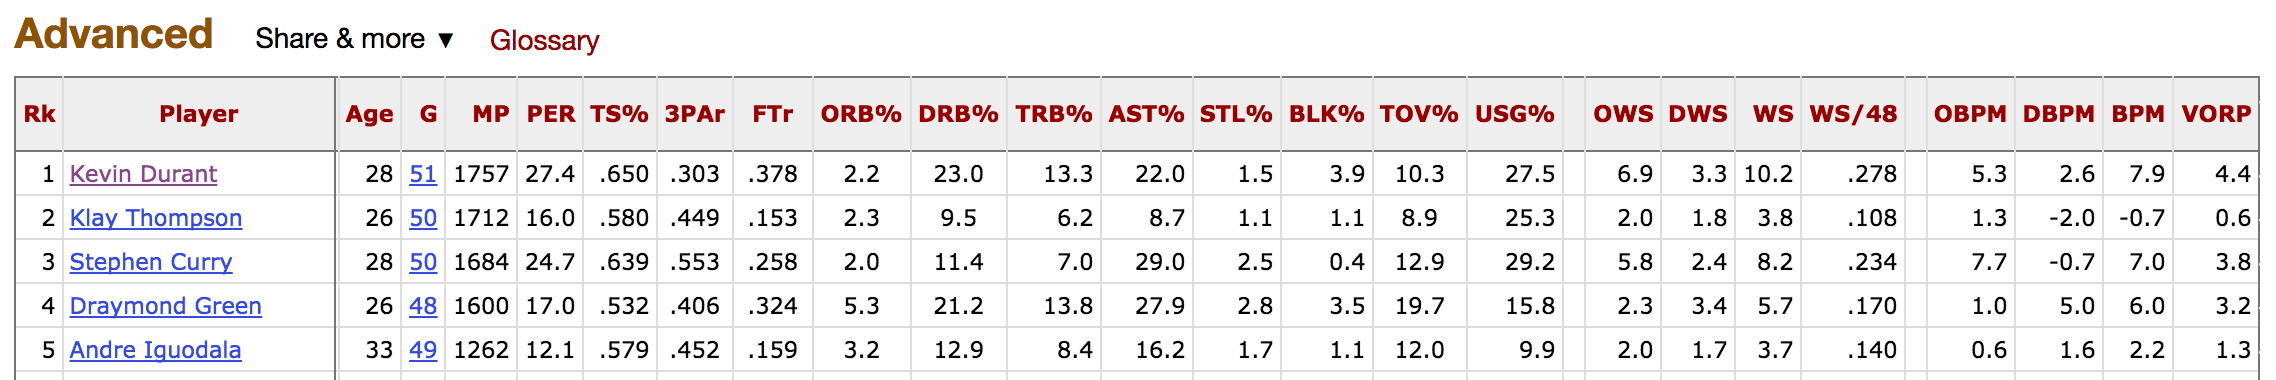 Advanced Share & more ▼ Glossary
Rk Player Age G MP PER TS% 3PAr FTr ORB% DRB% TRB% AST% STL% BLK% TOV% USG% OWS DWS WS WS/48 OBPM DBPM BPM VORP
1 Kevin Durant 28 51 1757 27.4 .650 .303 .378 2.2 23.0 13.3 22.0 1.5 3.9 10.3 27.5 6.9 3.3 10.2 .278 5.3 2.6 7.9 4.4
2 Klay Thompson 26 50 1712 16.0 .580 .449 .153 2.3 9.5 6.2 8.7 1.1 1.1 8.9 25.3 2.0 1.8 3.8 .108 1.3 -2.0 -0.7 0.6
3 Stephen Curry 28 50 1684 24.7 .639 .553 .258 2.0 11.4 7.0 29.0 2.5 0.4 12.9 29.2 5.8 2.4 8.2 .234 7.7 -0.7 7.0 3.8
4 Draymond Green 26 48 1600 17.0 .532 .406 .324 5.3 21.2 13.8 27.9 2.8 3.5 19.7 15.8 2.3 3.4 5.7 .170 1.0 5.0 6.0 3.2
5 Andre Iguodala 33 49 1262 12.1 .579 .452 .159 3.2 12.9 8.4 16.2 1.7 1.1 12.0 9.9 2.0 1.7 3.7 .140 0.6 1.6 2.2 1.3